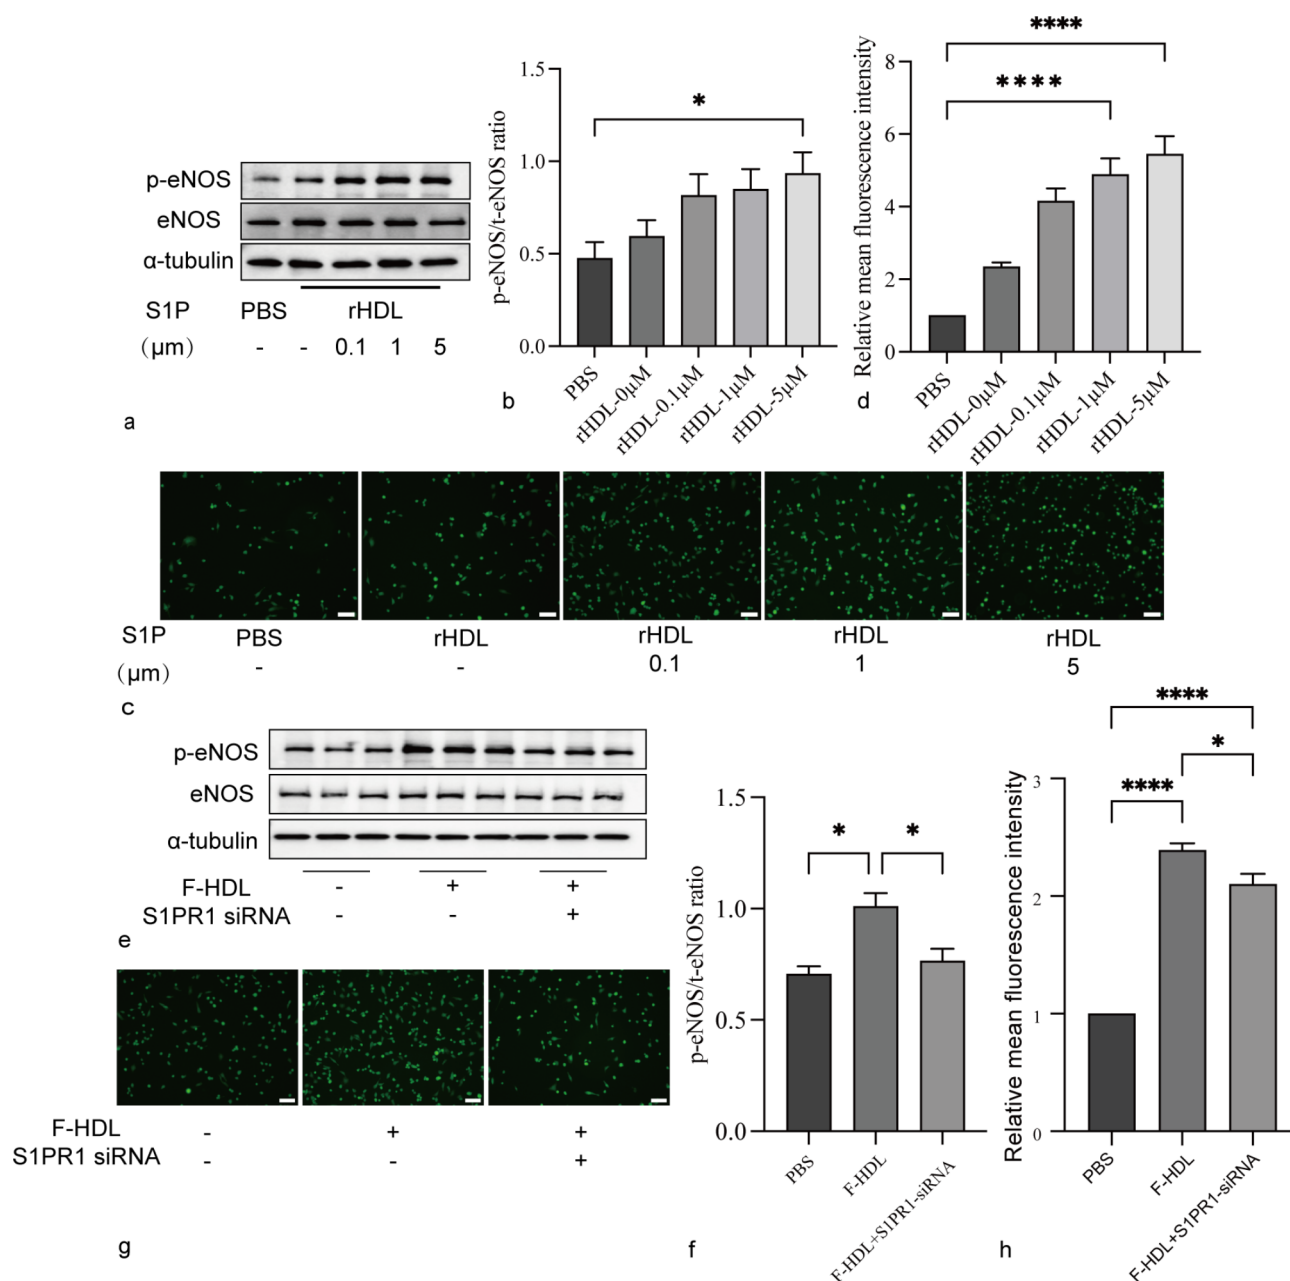 p-eNOS
eNOS
α-tubulin
S1P PBS rHDL
(μm) - - 0.1 1 5
a
p-eNOS/t-eNOS ratio
1.5
1.0
0.5
0.0
*
PBS
rHDL-0μM
rHDL-0.1μM
rHDL-1μM
rHDL-5μM
b
Relative mean fluorescence intensity
8
6
4
2
0
****
****
PBS
rHDL-0μM
rHDL-0.1μM
rHDL-1μM
rHDL-5μM
d
S1P PBS rHDL rHDL rHDL rHDL
(μm) - - 0.1 1 5
c
p-eNOS
eNOS
α-tubulin
F-HDL - + +
S1PR1 siRNA - - +
e
F-HDL - + +
S1PR1 siRNA - - +
g
p-eNOS/t-eNOS ratio
1.5
1.0
0.5
0.0
* *
PBS
F-HDL
F-HDL+S1PR1-siRNA
f
Relative mean fluorescence intensity
3
2
1
0
****
*
****
PBS
F-HDL
F-HDL+S1PR1-siRNA
h